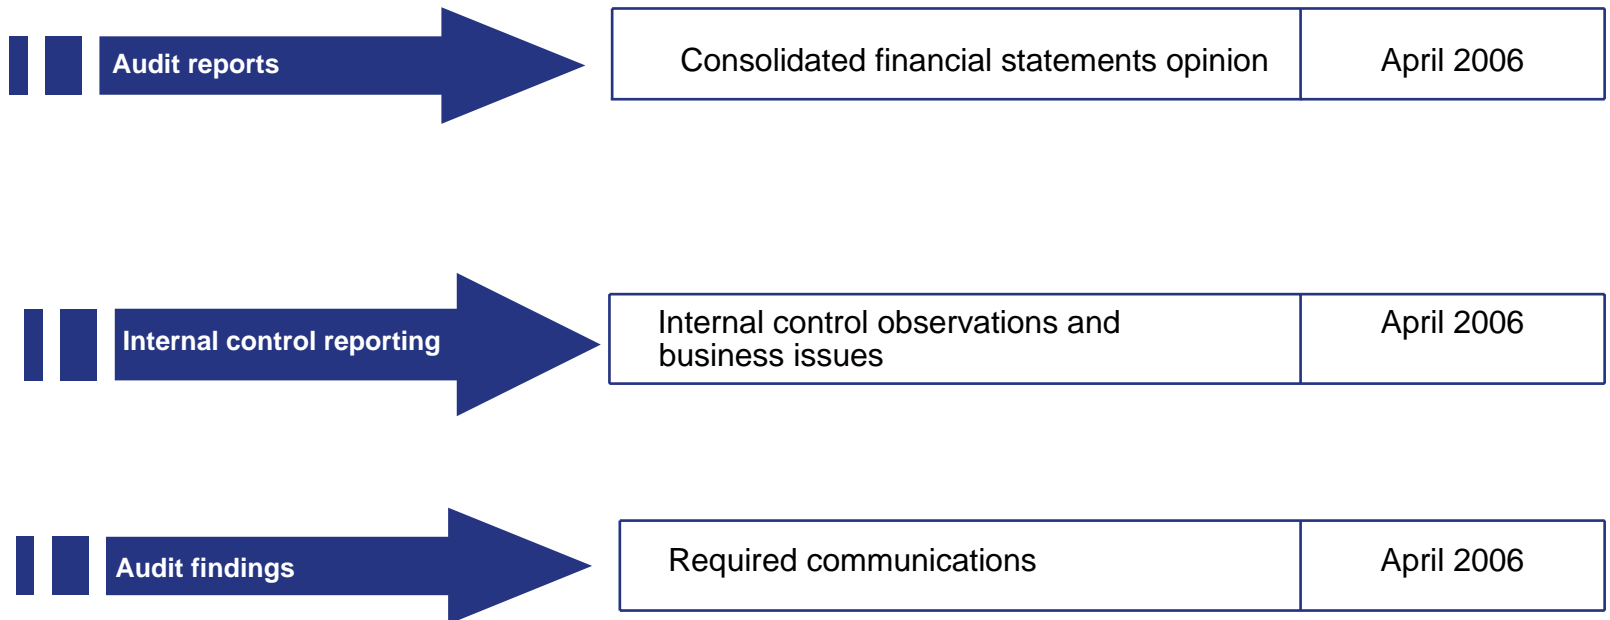 Audit reports
Consolidated financial statements opinion
April 2006
Internal control reporting
Internal control observations and
business issues
April 2006
Audit findings
Required communications
April 2006